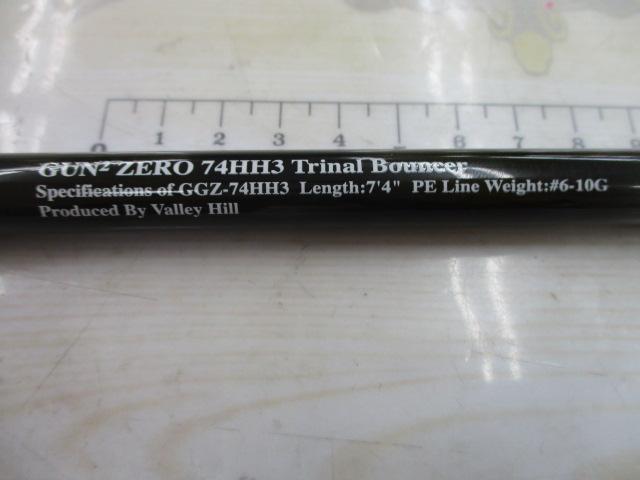 0 1 2 3 4 5 6 7 8 9
GUN² ZERO 74HH3 Trinal Bouncer
Specifications of GGZ-74HH3 Length:7'4" PE Line Weight:#6-10G
Produced By Valley Hill